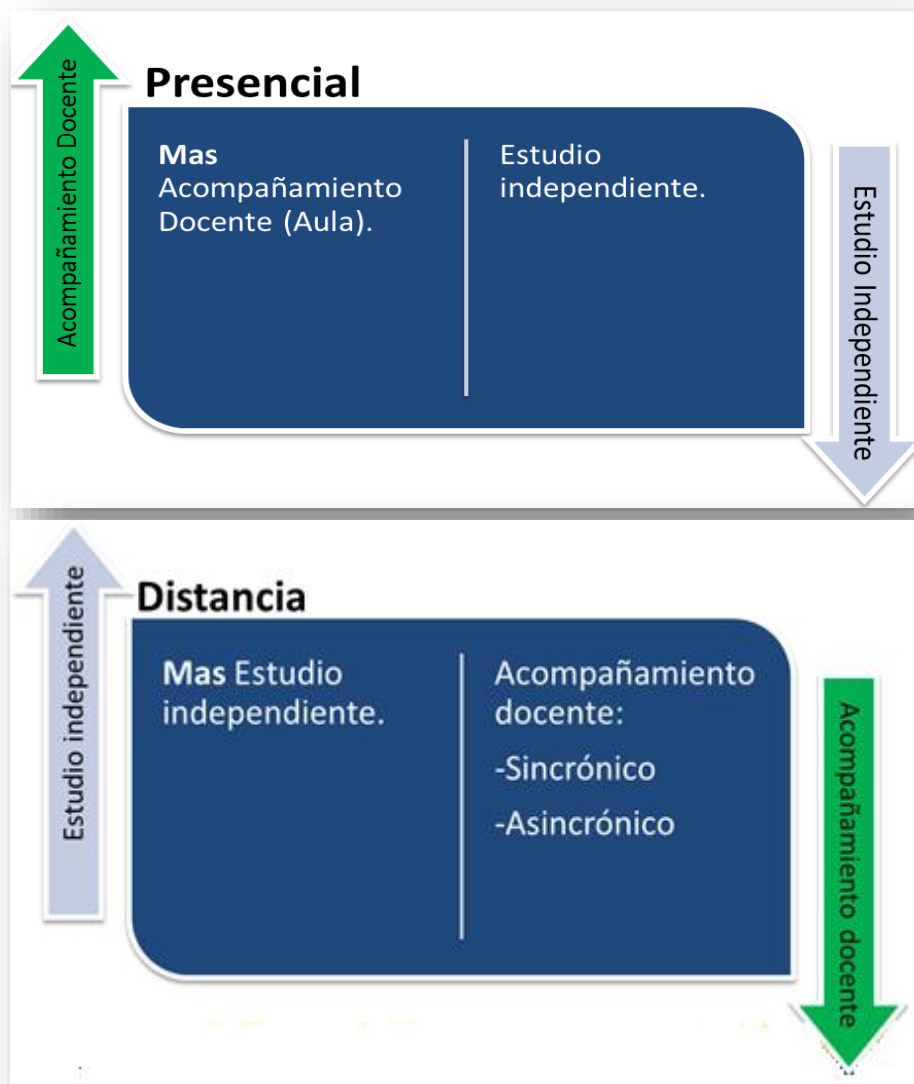 Acompañamiento Docente
Presencial
Mas
Acompañamiento
Docente (Aula).
Estudio
independiente.
Estudio Independiente
Estudio independiente
Distancia
Mas Estudio
independiente.
Acompañamiento
docente:
-Sincrónico
-Asincrónico
Acompañamiento docente